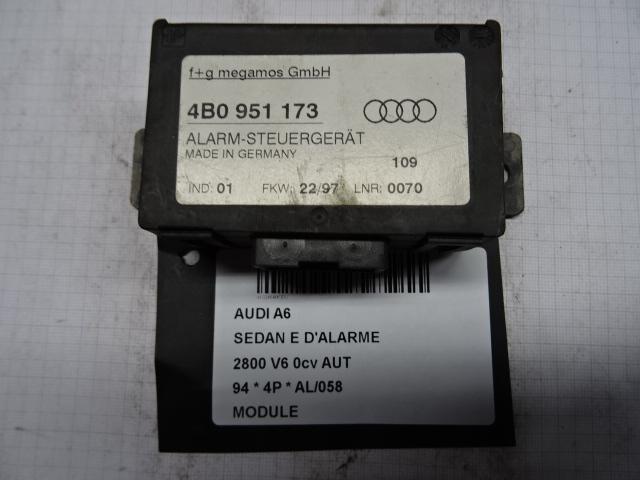 f+g megamos GmbH
4B0 951 173
ALARM-STEUERGERÄT
MADE IN GERMANY
109
IND: 01 FKW: 22/97 LNR: 0070
AUDI A6
SEDAN E D'ALARME
2800 V6 0cv AUT
94 * 4P * AL/058
MODULE